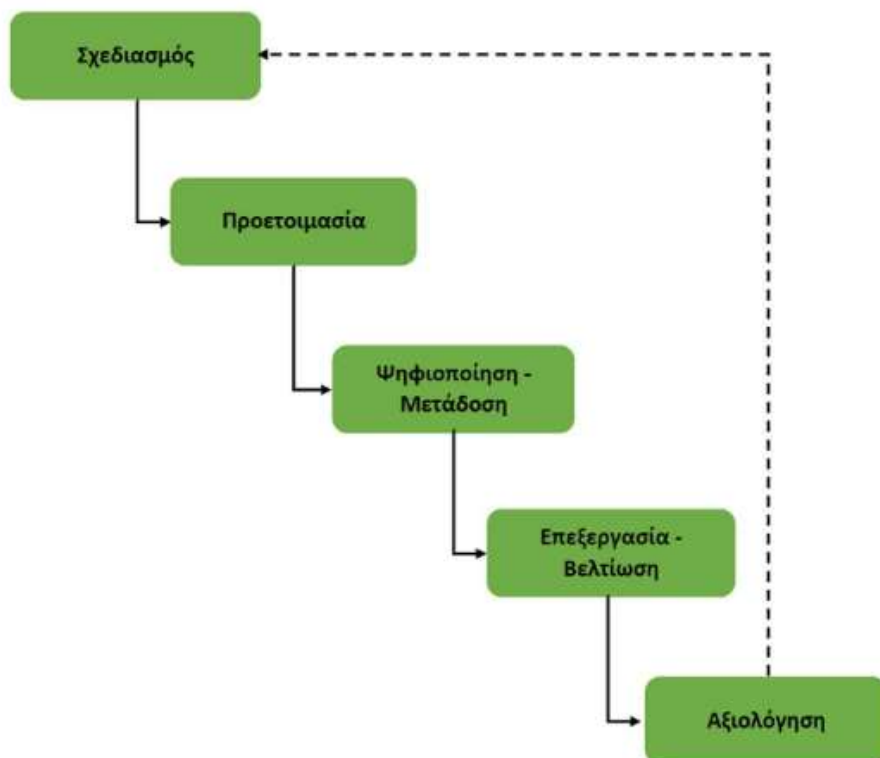 Σχεδιασμός
Προετοιμασία
Ψηφιοποίηση -
Μετάδοση
Επεξεργασία -
Βελτίωση
Αξιολόγηση